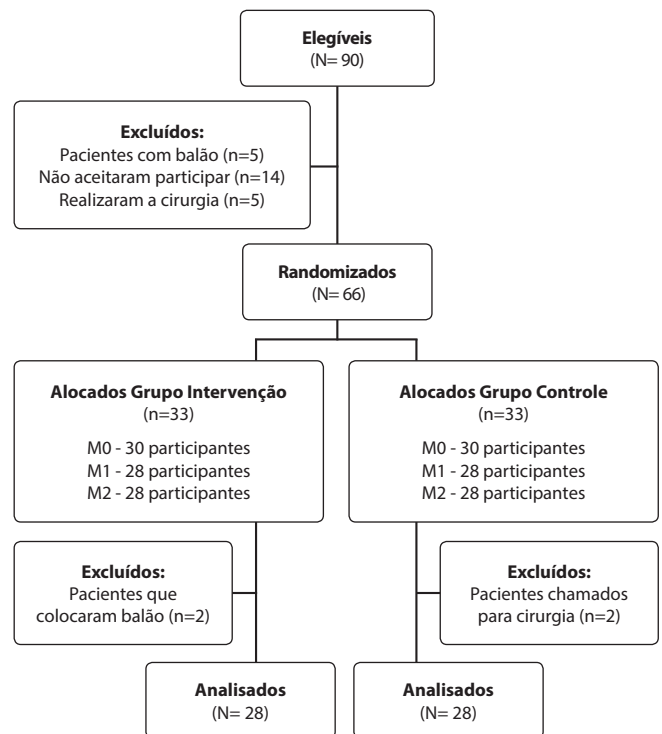 Elegíveis
(N= 90)
Excluídos:
Pacientes com balão (n=5)
Não aceitaram participar (n=14)
Realizaram a cirurgia (n=5)
Randomizados
(N= 66)
Alocados Grupo Intervenção
(n=33)
M0 - 30 participantes
M1 - 28 participantes
M2 - 28 participantes
Alocados Grupo Controle
(n=33)
M0 - 30 participantes
M1 - 28 participantes
M2 - 28 participantes
Excluídos:
Pacientes que
colocaram balão (n=2)
Excluídos:
Pacientes chamados
para cirurgia (n=2)
Analisados
(N= 28)
Analisados
(N= 28)